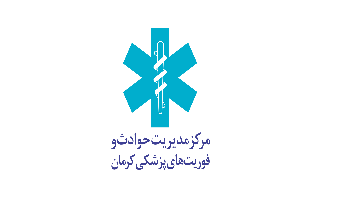 مرکز مدیریت حوادث و
فوریت‌های پزشکی کرمان